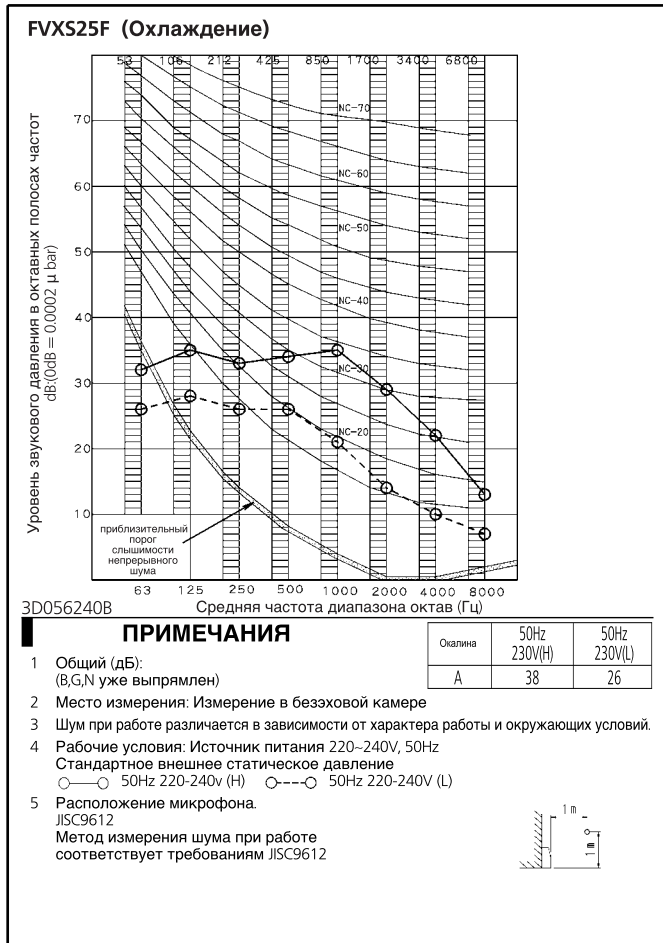 FVXS25F (Охлаждение)
53 106 212 425 850 1700 3400 6800
Уровень звукового давления в октавных полосах частот
dB:(0dB = 0.0002 µ bar)
70
60
50
40
30
20
10
NC-70
NC-60
NC-50
NC-40
NC-30
NC-20
приблизительный
порог
слышимости
непрерывного
шума
63 125 250 500 1000 2000 4000 8000
3D056240B
Средняя частота диапазона октав (Гц)
ПРИМЕЧАНИЯ
Окалина 50Hz 230V(H) 50Hz 230V(L)
A 38 26
1 Общий (дБ):
(B,G,N уже выпрямлен)
2 Место измерения: Измерение в безэховой камере
3 Шум при работе различается в зависимости от характера работы и окружающих условий.
4 Рабочие условия: Источник питания 220~240V, 50Hz
Стандартное внешнее статическое давление
50Hz 220-240v (H) 50Hz 220-240V (L)
5 Расположение микрофона.
JISC9612
Метод измерения шума при работе
соответствует требованиям JISC9612
1 m
1 m